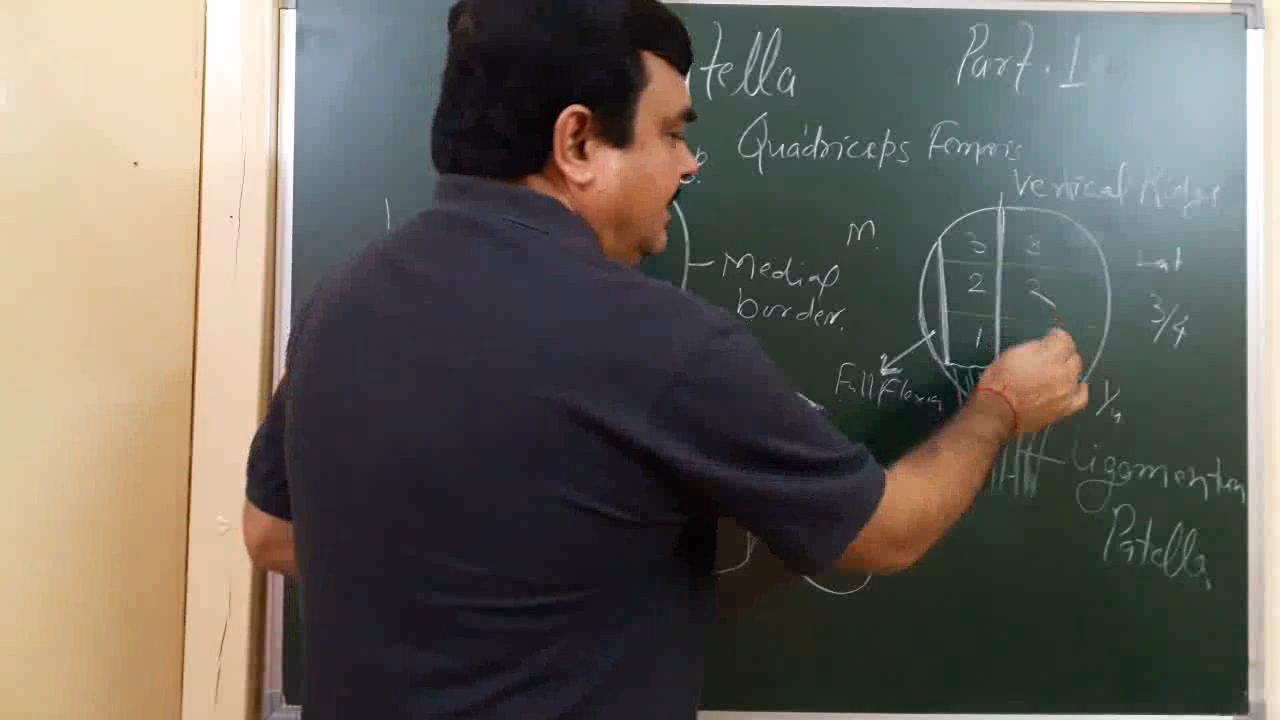 tella
Part. 1
Quadriceps Femoris
Vertical Ridge
M.
Medial
border.
3 3
2 2
1
Lat
3/4
Full Flexion
1/4
Ligamentum
Patella